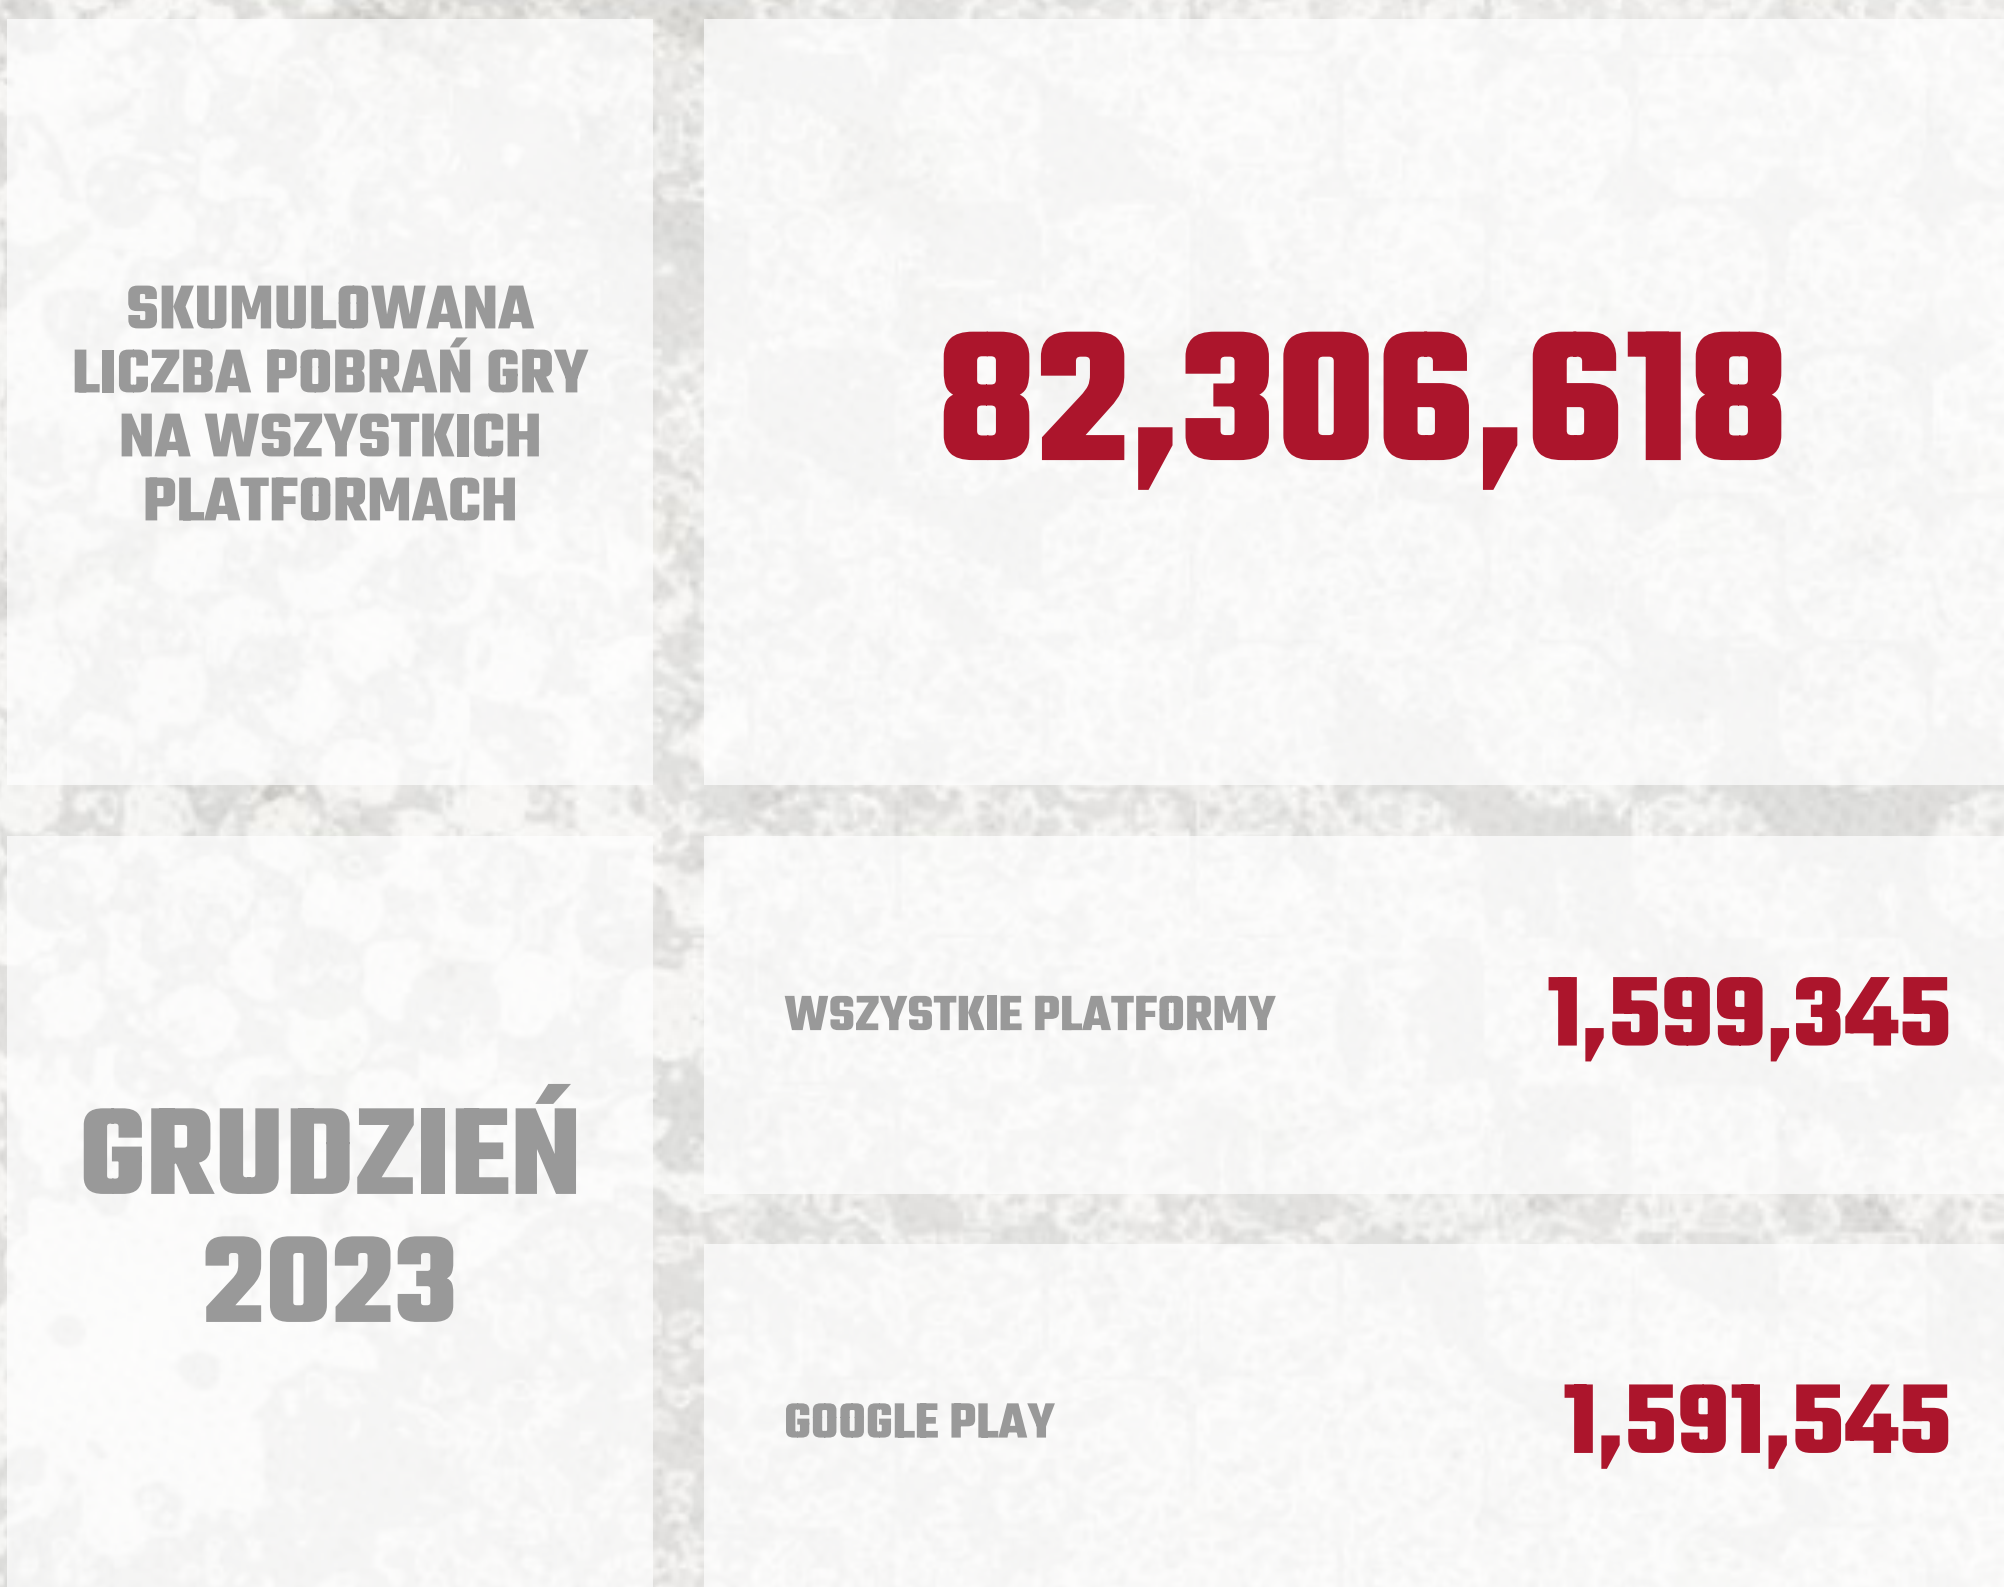 SKUMULOWANA
LICZBA POBRAŃ GRY
NA WSZYSTKICH
PLATFORMACH
82,306,618
GRUDZIEŃ
2023
WSZYSTKIE PLATFORMY
1,599,345
GOOGLE PLAY
1,591,545